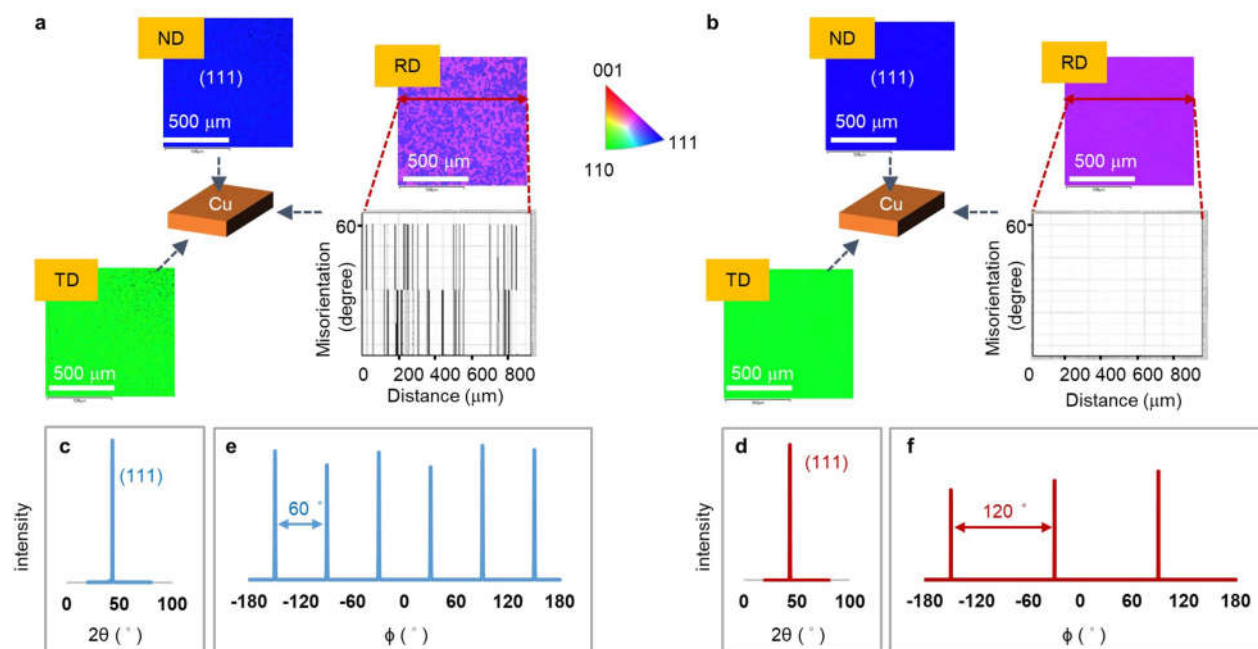 a
ND
(111)
500 μm
RD
500 μm
001
110
111
Cu
TD
500 μm
60
Misorientation
(degree)
0 200 400 600 800
Distance (μm)
b
ND
(111)
500 μm
RD
500 μm
Cu
TD
500 μm
60
Misorientation
(degree)
0 200 400 600 800
Distance (μm)
c
(111)
intensity
0 50 100
2θ (°)
e
60 °
-180 -120 -60 0 60 120 180
ϕ (°)
d
(111)
intensity
0 50 100
2θ (°)
f
120 °
-180 -120 -60 0 60 120 180
ϕ (°)